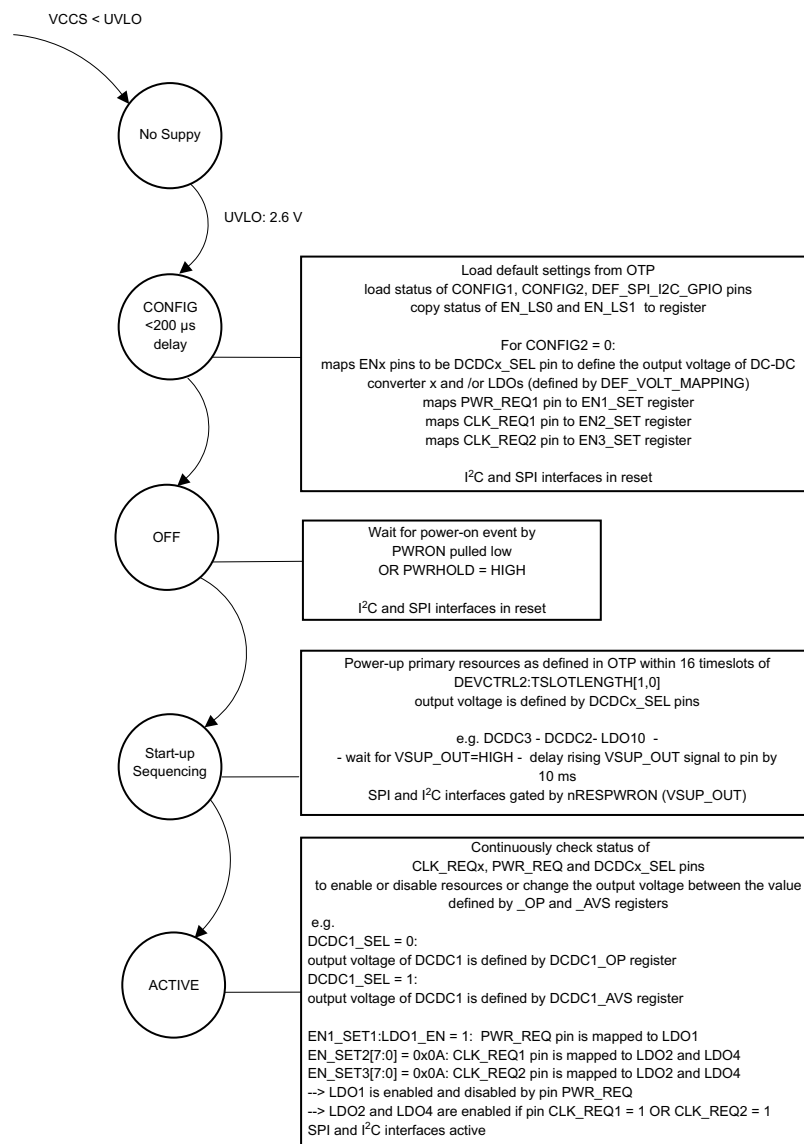 VCCS < UVLO
No Suppy
UVLO: 2.6 V
CONFIG
<200 µs
delay
Load default settings from OTP
load status of CONFIG1, CONFIG2, DEF_SPI_I2C_GPIO pins
copy status of EN_LS0 and EN_LS1 to register
For CONFIG2 = 0:
maps ENx pins to be DCDCx_SEL pin to define the output voltage of DC-DC
converter x and /or LDOs (defined by DEF_VOLT_MAPPING)
maps PWR_REQ1 pin to EN1_SET register
maps CLK_REQ1 pin to EN2_SET register
maps CLK_REQ2 pin to EN3_SET register
I²C and SPI interfaces in reset
OFF
Wait for power-on event by
PWRON pulled low
OR PWRHOLD = HIGH
I²C and SPI interfaces in reset
Start-up
Sequencing
Power-up primary resources as defined in OTP within 16 timeslots of
DEVCTRL2:TSLOTLENGTH[1,0]
output voltage is defined by DCDCx_SEL pins
e.g. DCDC3 - DCDC2- LDO10 -
- wait for VSUP_OUT=HIGH - delay rising VSUP_OUT signal to pin by
10 ms
SPI and I²C interfaces gated by nRESPWRON (VSUP_OUT)
ACTIVE
Continuously check status of
CLK_REQx, PWR_REQ and DCDCx_SEL pins
to enable or disable resources or change the output voltage between the value
defined by _OP and _AVS registers
e.g.
DCDC1_SEL = 0:
output voltage of DCDC1 is defined by DCDC1_OP register
DCDC1_SEL = 1:
output voltage of DCDC1 is defined by DCDC1_AVS register
EN1_SET1:LDO1_EN = 1: PWR_REQ pin is mapped to LDO1
EN_SET2[7:0] = 0x0A: CLK_REQ1 pin is mapped to LDO2 and LDO4
EN_SET3[7:0] = 0x0A: CLK_REQ2 pin is mapped to LDO2 and LDO4
--> LDO1 is enabled and disabled by pin PWR_REQ
--> LDO2 and LDO4 are enabled if pin CLK_REQ1 = 1 OR CLK_REQ2 = 1
SPI and I²C interfaces active